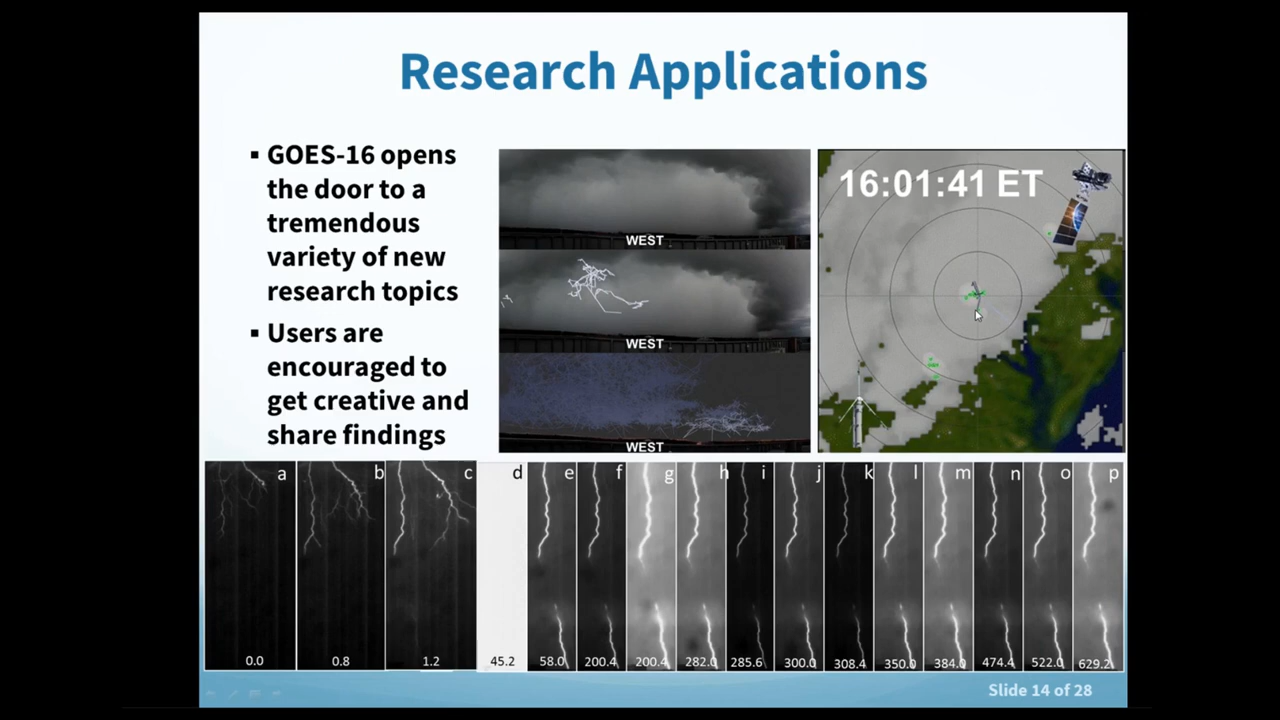 Research Applications
▪ GOES-16 opens
the door to a
tremendous
variety of new
research topics
▪ Users are
encouraged to
get creative and
share findings
WEST
WEST
WEST
16:01:41 ET
a b c d e f g h i j k l m n o p
0.0 0.8 1.2 45.2 58.0 200.4 200.4 282.0 285.6 300.0 308.4 350.0 384.0 474.4 522.0 629.2
Slide 14 of 28